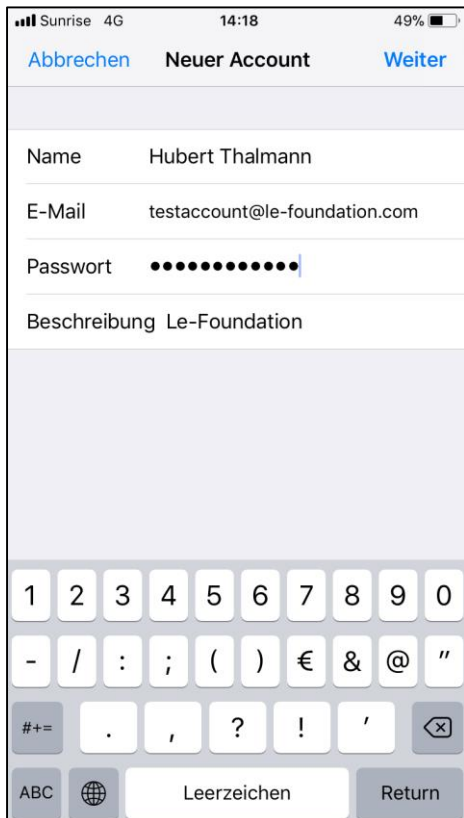 Sunrise 4G 14:18 49%
Abbrechen Neuer Account Weiter
Name Hubert Thalmann
E-Mail testaccount@le-foundation.com
Passwort ••••••••••••
Beschreibung Le-Foundation
1 2 3 4 5 6 7 8 9 0
- / : ; ( ) € & @ "
#+= . , ? ! '
ABC Leerzeichen Return